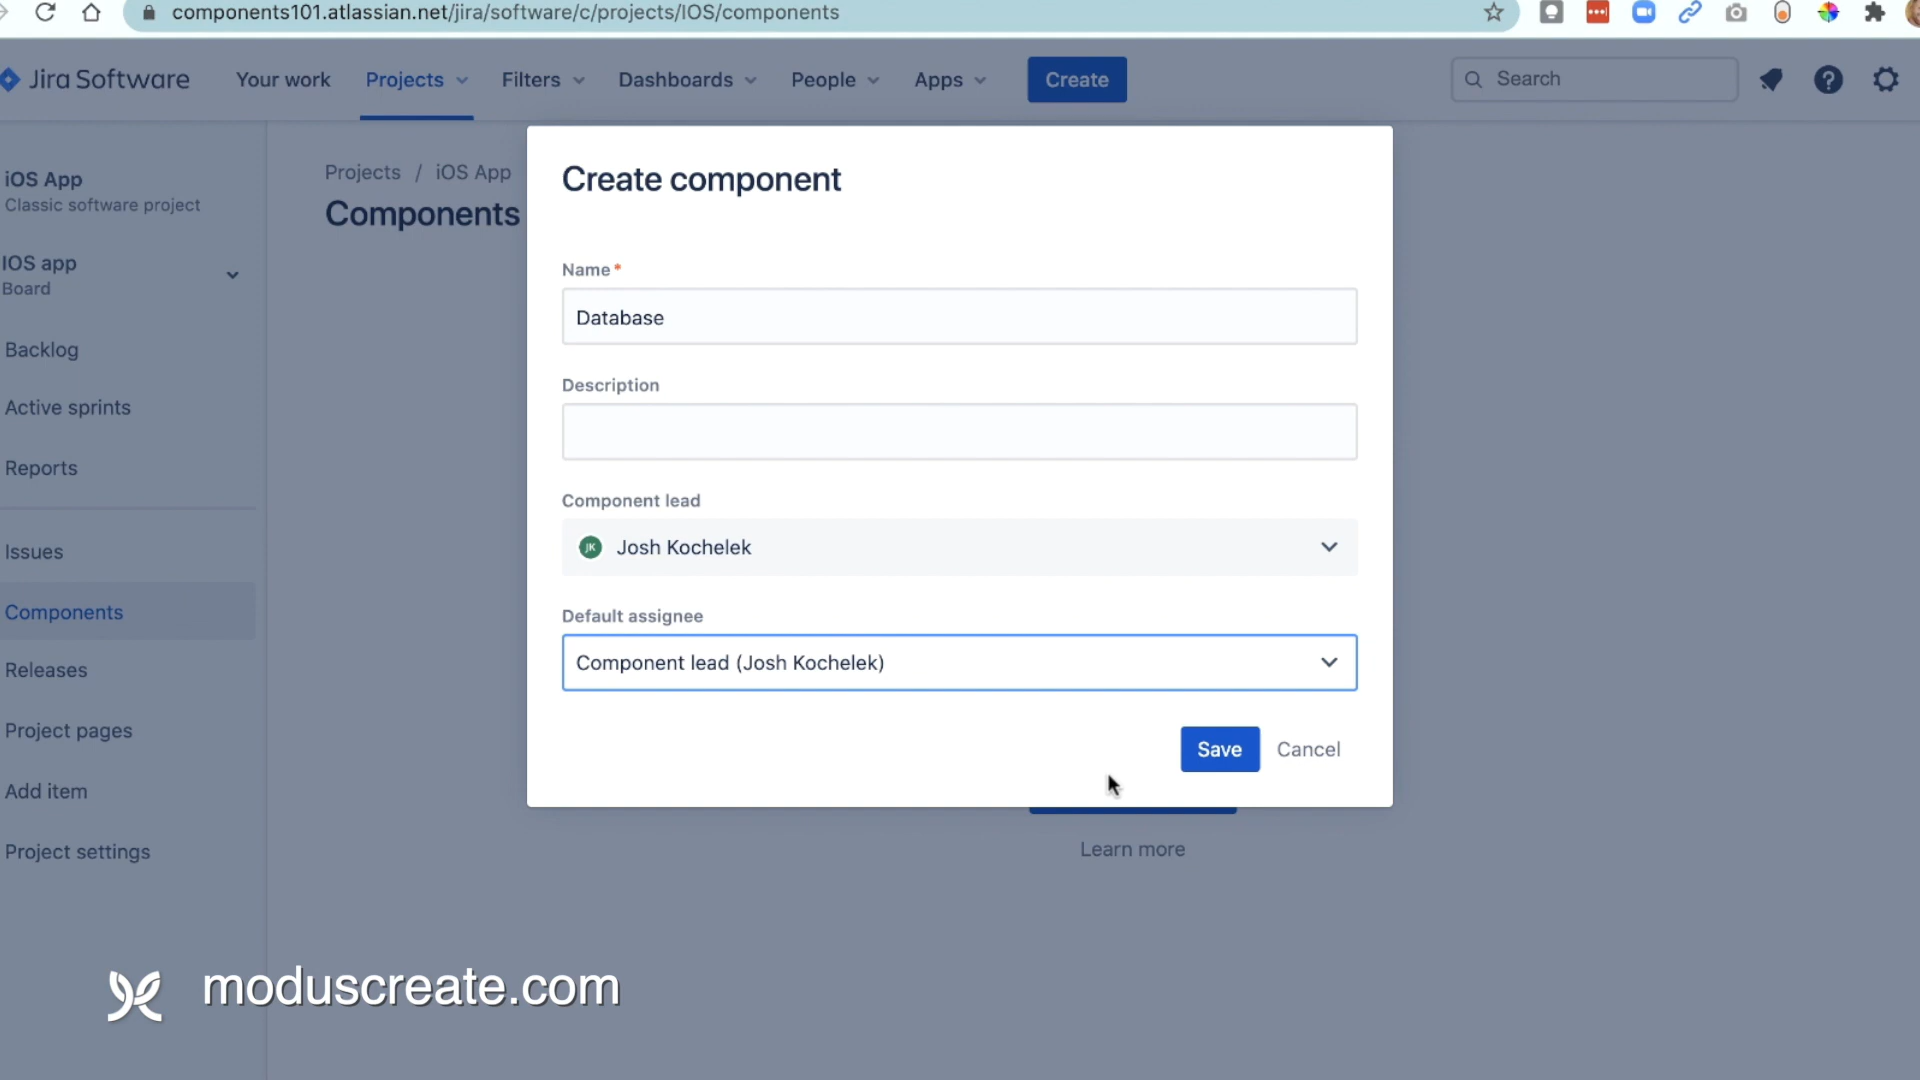 components101.atlassian.net/jira/software/c/projects/IOS/components
Jira Software
Your work
Projects
Filters
Dashboards
People
Apps
Create
Search
iOS App
Classic software project
IOS app
Board
Backlog
Active sprints
Reports
Issues
Components
Releases
Project pages
Add item
Project settings
Projects / iOS App
Components
Create component
Name *
Database
Description
Component lead
JK Josh Kochelek
Default assignee
Component lead (Josh Kochelek)
Save
Cancel
Learn more
moduscreate.com